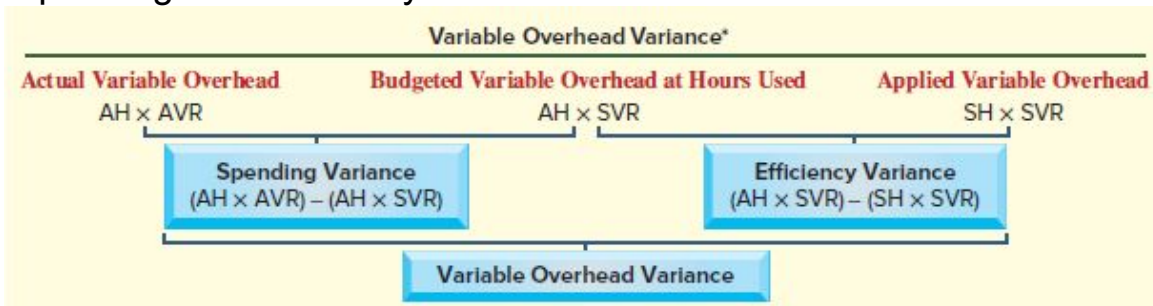 Variable Overhead Variance*
Actual Variable Overhead Budgeted Variable Overhead at Hours Used Applied Variable Overhead
AH × AVR AH × SVR SH × SVR
Spending Variance Efficiency Variance
(AH × AVR) – (AH × SVR) (AH × SVR) – (SH × SVR)
Variable Overhead Variance